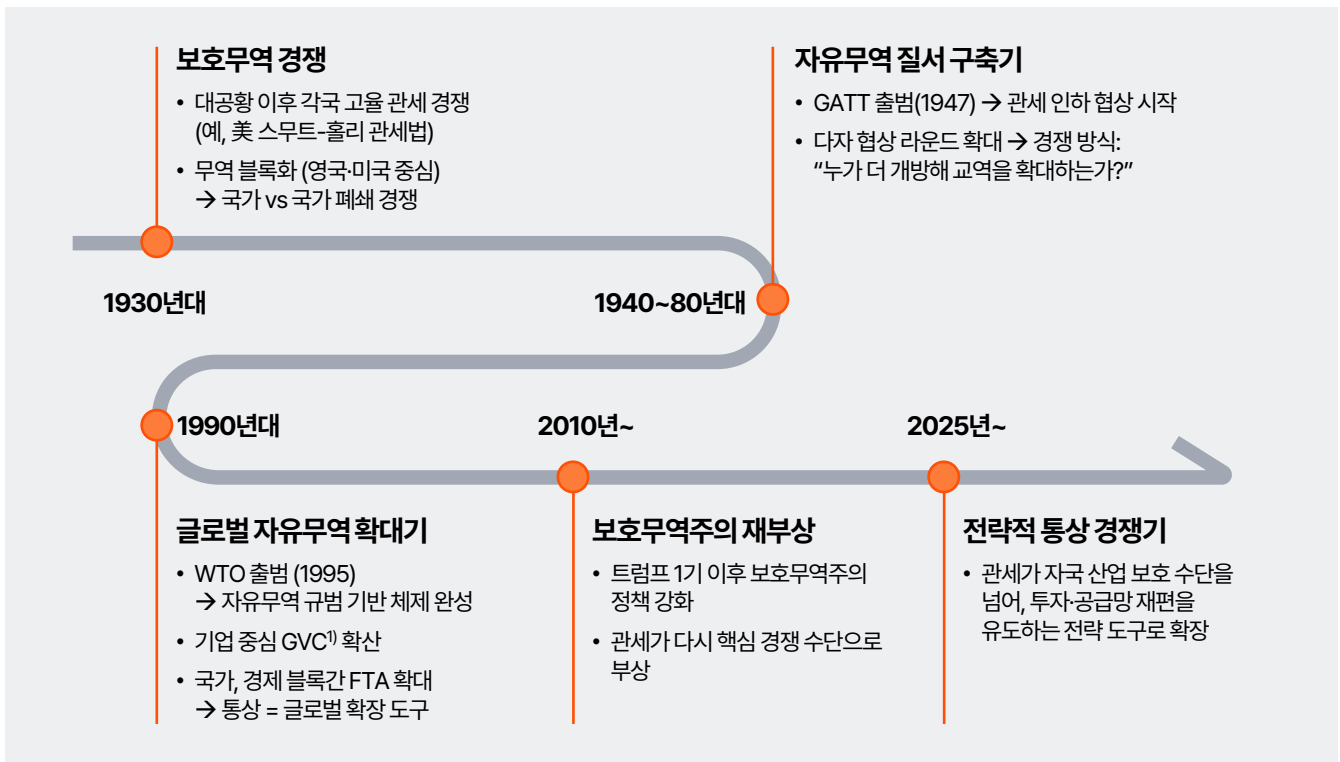 보호무역 경쟁
• 대공황 이후 각국 고율 관세 경쟁
(예, 美 스무트-홀리 관세법)
• 무역 블록화 (영국·미국 중심)
→ 국가 vs 국가 폐쇄 경쟁
1930년대
자유무역 질서 구축기
• GATT 출범(1947) → 관세 인하 협상 시작
• 다자 협상 라운드 확대 → 경쟁 방식:
“누가 더 개방해 교역을 확대하는가?”
1940~80년대
1990년대
글로벌 자유무역 확대기
• WTO 출범 (1995)
→ 자유무역 규범 기반 체제 완성
• 기업 중심 GVC1) 확산
• 국가, 경제 블록간 FTA 확대
→ 통상 = 글로벌 확장 도구
2010년~
보호무역주의 재부상
• 트럼프 1기 이후 보호무역주의
정책 강화
• 관세가 다시 핵심 경쟁 수단으로
부상
2025년~
전략적 통상 경쟁기
• 관세가 자국 산업 보호 수단을
넘어, 투자·공급망 재편을
유도하는 전략 도구로 확장